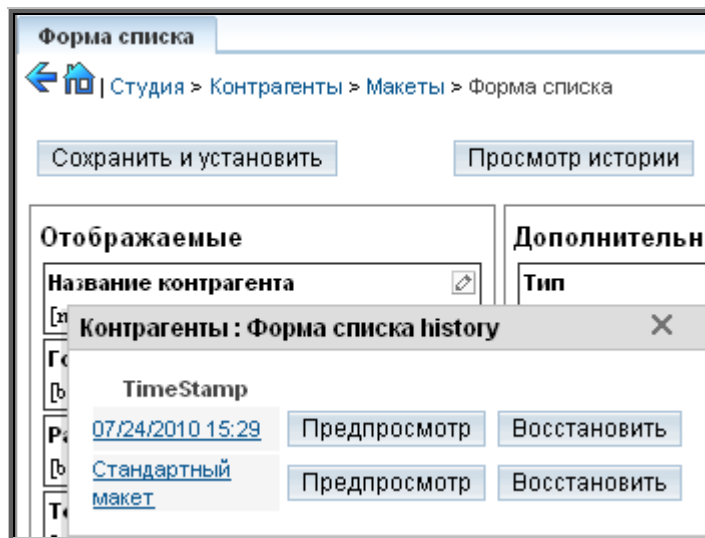 Форма списка
| Студия > Контрагенты > Макеты > Форма списка
Сохранить и установить Просмотр истории
Отображаемые Дополнительн
Название контрагента Тип
Контрагенты : Форма списка history
TimeStamp
07/24/2010 15:29 Предпросмотр Восстановить
Стандартный
макет Предпросмотр Восстановить